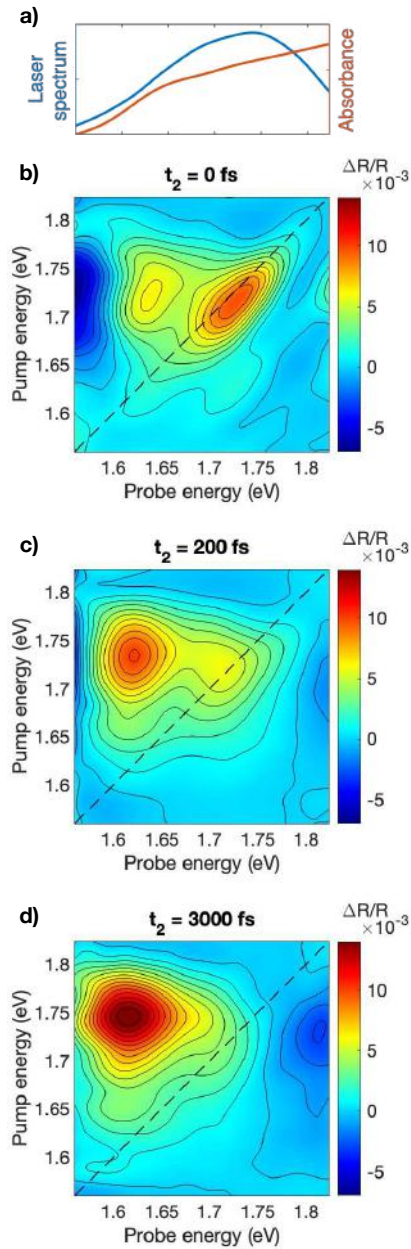 a)
Laser
spectrum
Absorbance
b)
t2 = 0 fs
ΔR/R
×10-3
1.8
1.75
1.7
1.65
1.6
Pump energy (eV)
1.6 1.65 1.7 1.75 1.8
Probe energy (eV)
10
5
0
-5
c)
t2 = 200 fs
ΔR/R
×10-3
1.8
1.75
1.7
1.65
1.6
Pump energy (eV)
1.6 1.65 1.7 1.75 1.8
Probe energy (eV)
10
5
0
-5
d)
t2 = 3000 fs
ΔR/R
×10-3
1.8
1.75
1.7
1.65
1.6
Pump energy (eV)
1.6 1.65 1.7 1.75 1.8
Probe energy (eV)
10
5
0
-5